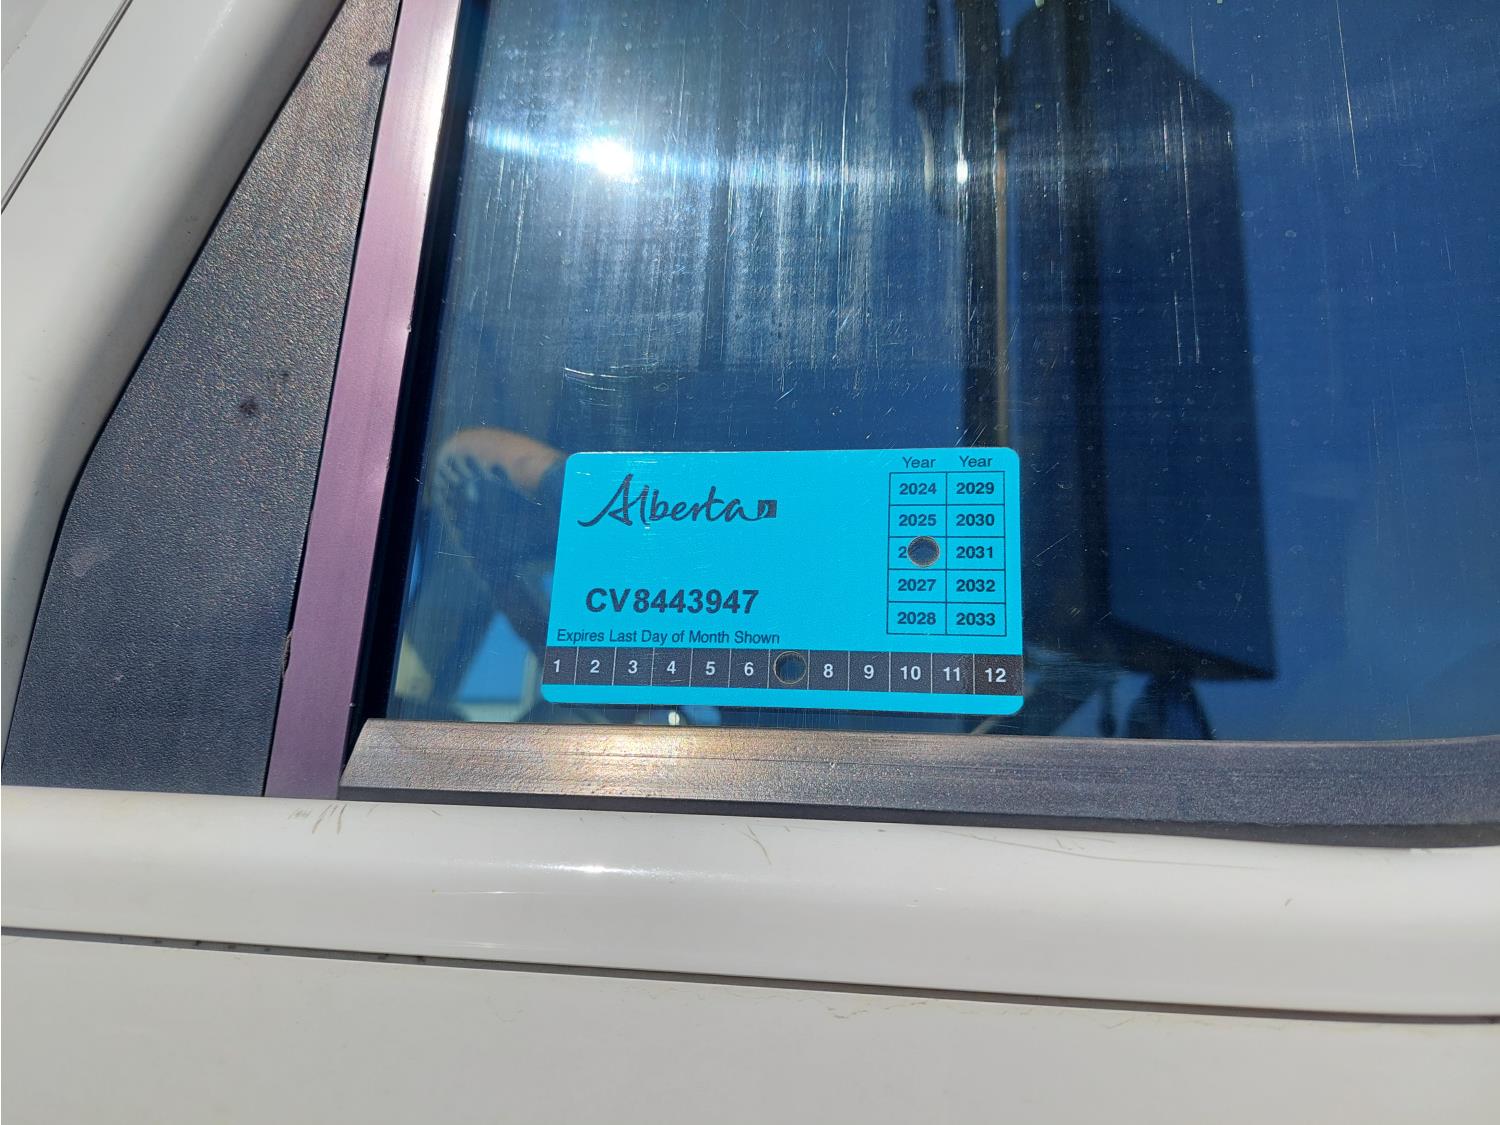 Alberta
Year Year
2024 2029
2025 2030
2 2031
2027 2032
2028 2033
CV8443947
Expires Last Day of Month Shown
1 2 3 4 5 6 8 9 10 11 12